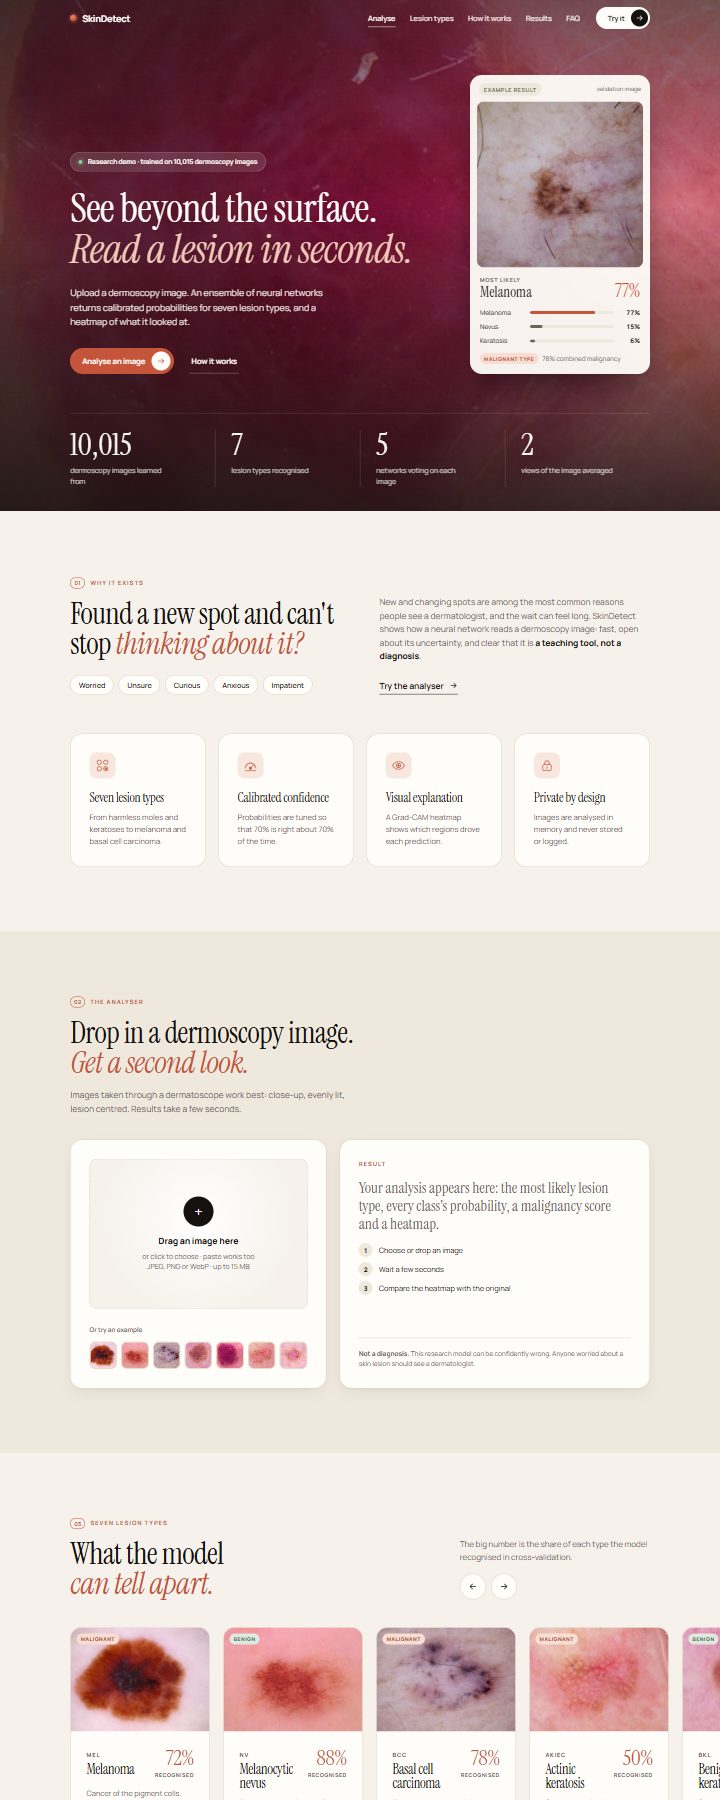 SkinDetect
Analyse Lesion types How it works Results FAQ Try it →
EXAMPLE RESULT validation image
Research demo · trained on 10,015 dermoscopy images
See beyond the surface.
Read a lesion in seconds.
Upload a dermoscopy image. An ensemble of neural networks
returns calibrated probabilities for seven lesion types, and a
heatmap of what it looked at.
Analyse an image → How it works
MOST LIKELY
Melanoma 77%
Melanoma 77%
Nevus 15%
Keratosis 6%
MALIGNANT TYPE 78% combined malignancy
10,015
dermoscopy images learned
from
7
lesion types recognised
5
networks voting on each
image
2
views of the image averaged
01 WHY IT EXISTS
Found a new spot and can't
stop thinking about it?
Worried Unsure Curious Anxious Impatient
New and changing spots are among the most common reasons
people see a dermatologist, and the wait can feel long. SkinDetect
shows how a neural network reads a dermoscopy image: fast, open
about its uncertainty, and clear that it is a teaching tool, not a
diagnosis.
Try the analyser →
Seven lesion types
From harmless moles and
keratoses to melanoma and
basal cell carcinoma.
Calibrated confidence
Probabilities are tuned so
that 70% is right about 70%
of the time.
Visual explanation
A Grad-CAM heatmap
shows which regions drove
each prediction.
Private by design
Images are analysed in
memory and never stored
or logged.
02 THE ANALYSER
Drop in a dermoscopy image.
Get a second look.
Images taken through a dermatoscope work best: close-up, evenly lit,
lesion centred. Results take a few seconds.
+
Drag an image here
or click to choose · paste works too
JPEG, PNG or WebP · up to 15 MB
Or try an example
RESULT
Your analysis appears here: the most likely lesion
type, every class's probability, a malignancy score
and a heatmap.
1 Choose or drop an image
2 Wait a few seconds
3 Compare the heatmap with the original
Not a diagnosis. This research model can be confidently wrong. Anyone worried about a
skin lesion should see a dermatologist.
03 SEVEN LESION TYPES
What the model
can tell apart.
The big number is the share of each type the model
recognised in cross-validation.
← →
MALIGNANT
MEL
Melanoma
72%
RECOGNISED
Cancer of the pigment cells.
BENIGN
NV
Melanocytic
nevus
88%
RECOGNISED
MALIGNANT
BCC
Basal cell
carcinoma
78%
RECOGNISED
MALIGNANT
AKIEC
Actinic
keratosis
50%
RECOGNISED
BENIGN
BKL